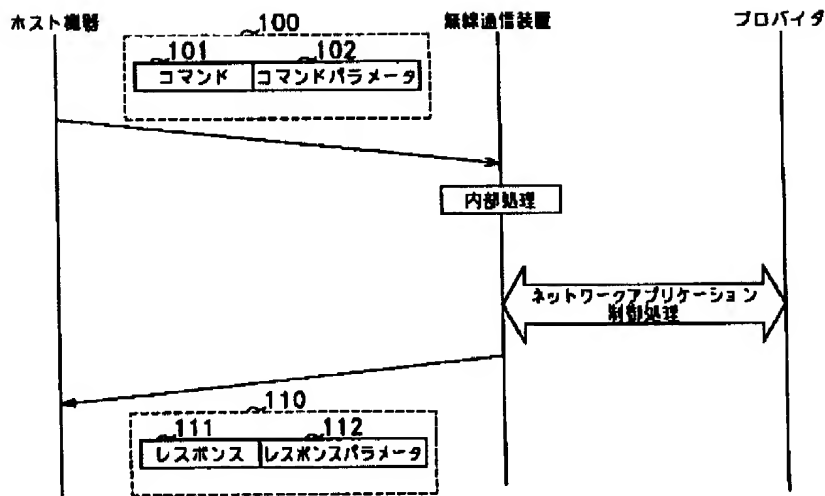 ホスト機器 無線通信装置 プロバイダ
100
101 102
コマンド コマンドパラメータ
内部処理
ネットワークアプリケーション
制御処理
110
111 112
レスポンス レスポンスパラメータ